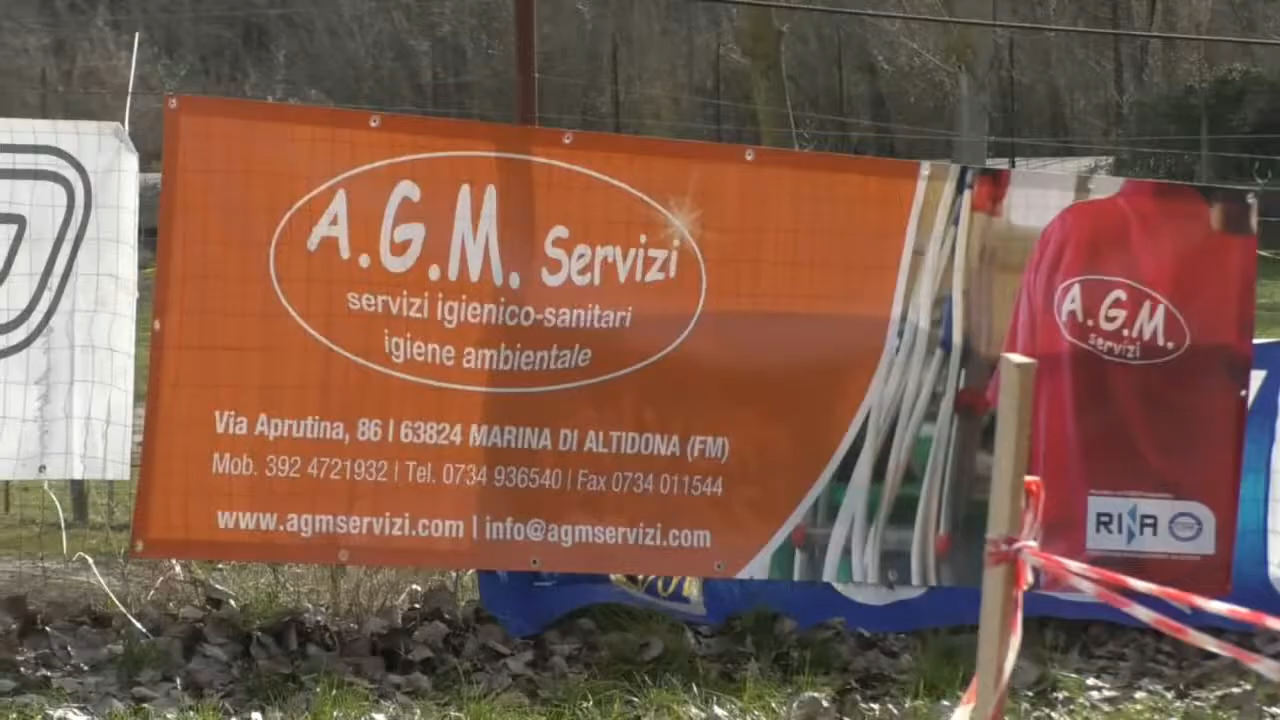 A.G.M. Servizi
servizi igienico-sanitari
igiene ambientale
Via Aprutina, 86 | 63824 MARINA DI ALTIDONA (FM)
Mob. 392 4721932 | Tel. 0734 936540 | Fax 0734 011544
www.agmservizi.com | info@agmservizi.com
A.G.M.
servizi
RINA